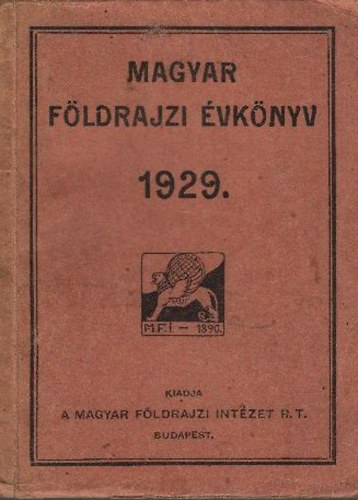 MAGYAR
FÖLDRAJZI ÉVKÖNYV
1929.
M.F.I. – 1890.
KIADJA
A MAGYAR FÖLDRAJZI INTÉZET R.T.
BUDAPEST.